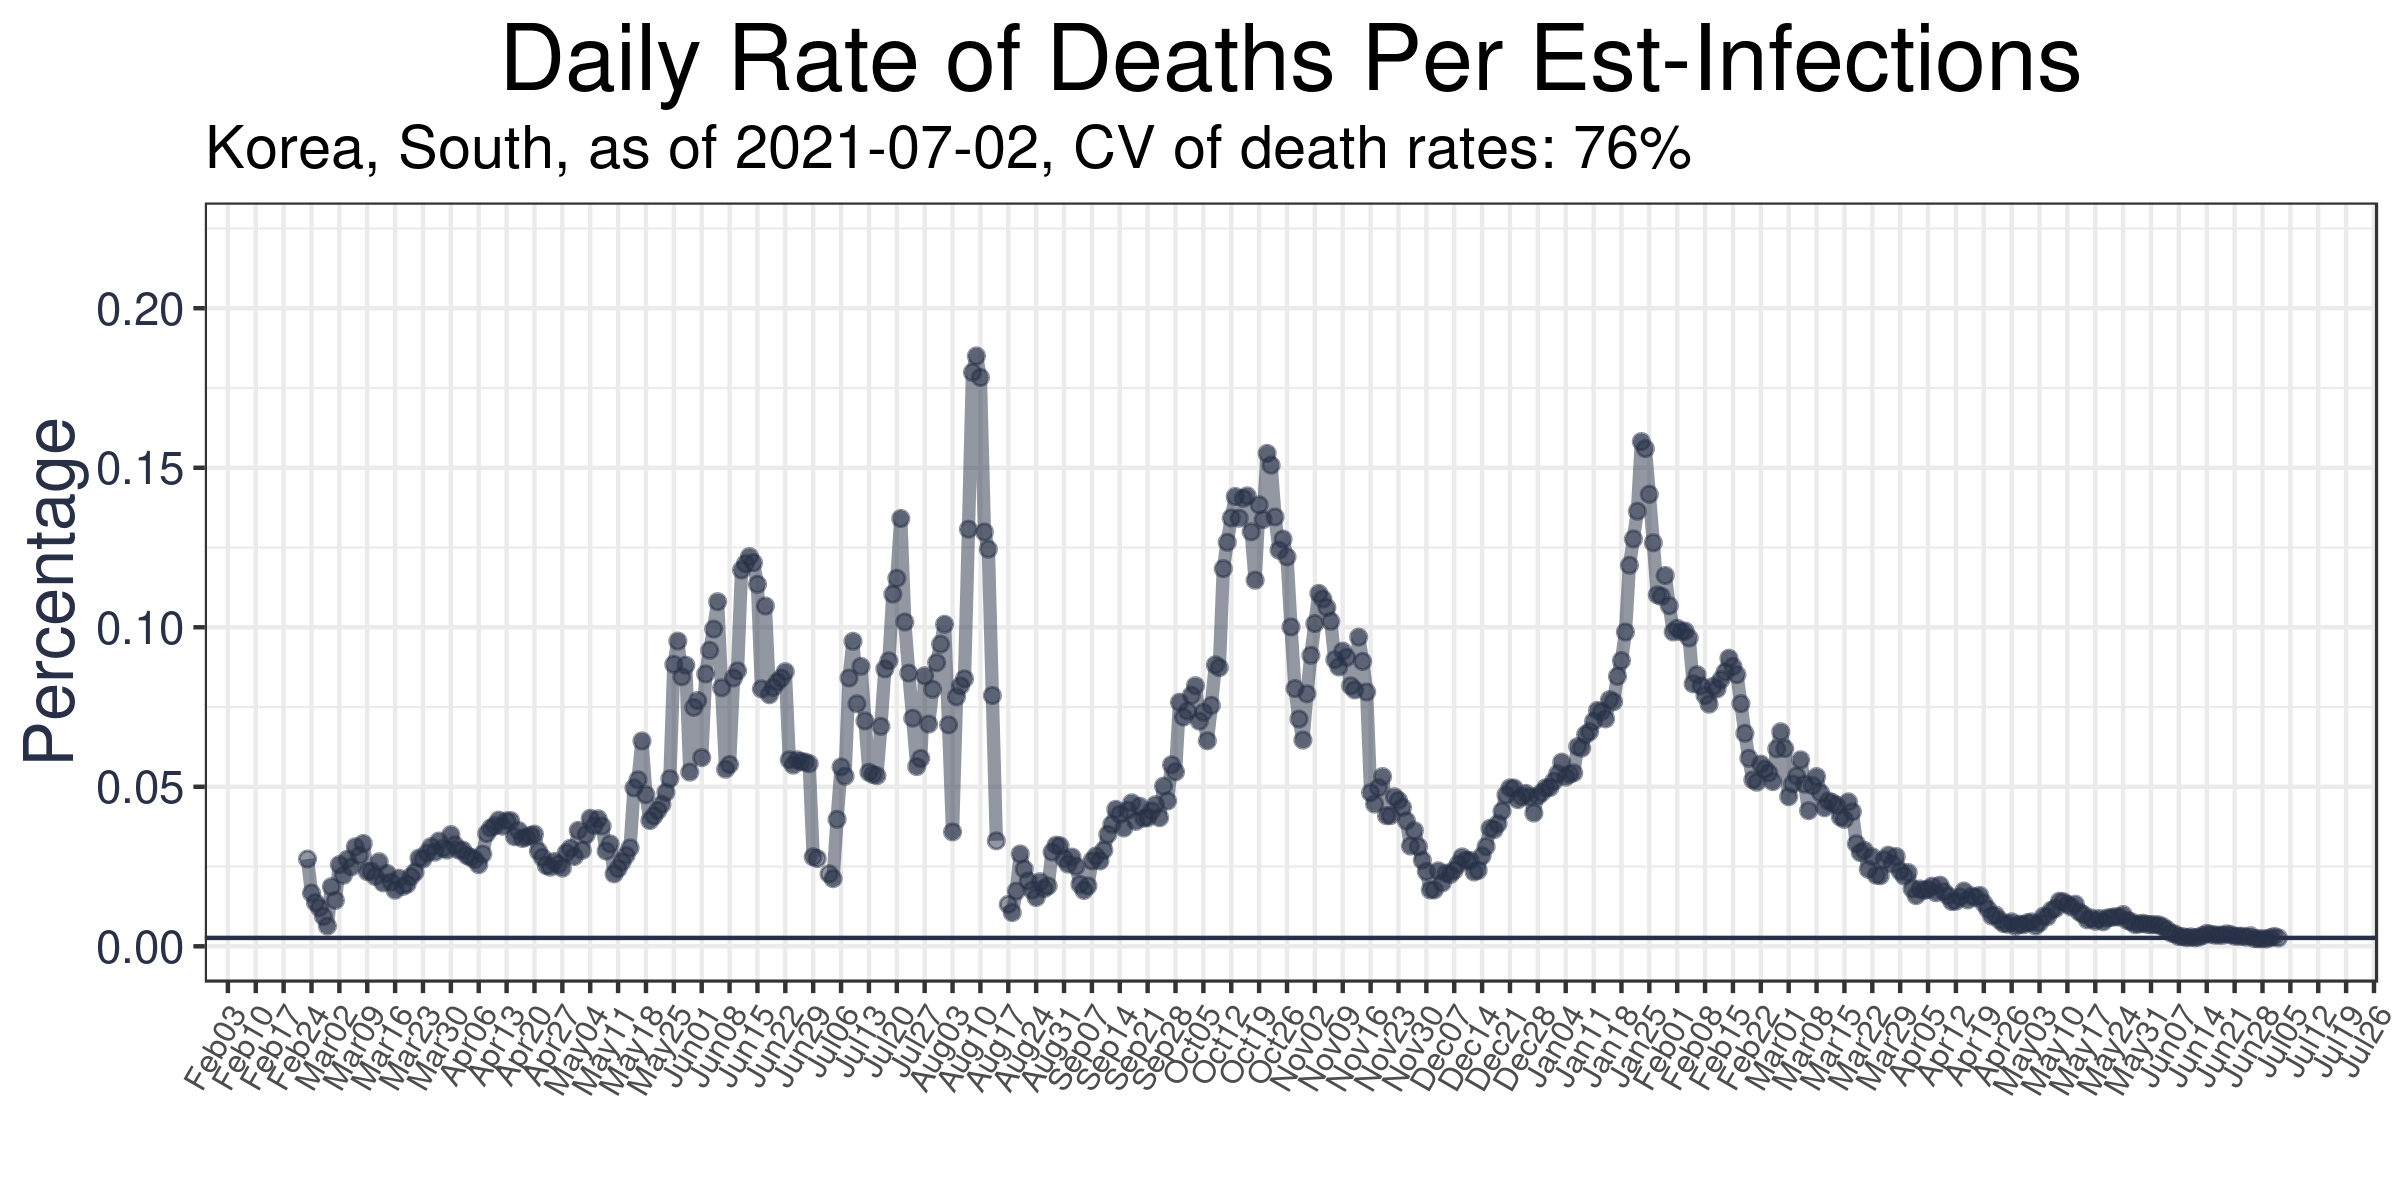 Daily Rate of Deaths Per Est-Infections
Korea, South, as of 2021-07-02, CV of death rates: 76%
Percentage
0.20
0.15
0.10
0.05
0.00
Feb03
Feb10
Feb17
Feb24
Mar02
Mar09
Mar16
Mar23
Mar30
Apr06
Apr13
Apr20
Apr27
May04
May11
May18
May25
Jun01
Jun08
Jun15
Jun22
Jun29
Jul06
Jul13
Jul20
Jul27
Aug03
Aug10
Aug17
Aug24
Aug31
Sep07
Sep14
Sep21
Sep28
Oct05
Oct12
Oct19
Oct26
Nov02
Nov09
Nov16
Nov23
Nov30
Dec07
Dec14
Dec21
Dec28
Jan04
Jan11
Jan18
Jan25
Feb01
Feb08
Feb15
Feb22
Mar01
Mar08
Mar15
Mar22
Mar29
Apr05
Apr12
Apr19
Apr26
May03
May10
May17
May24
May31
Jun07
Jun14
Jun21
Jun28
Jul05
Jul12
Jul19
Jul26